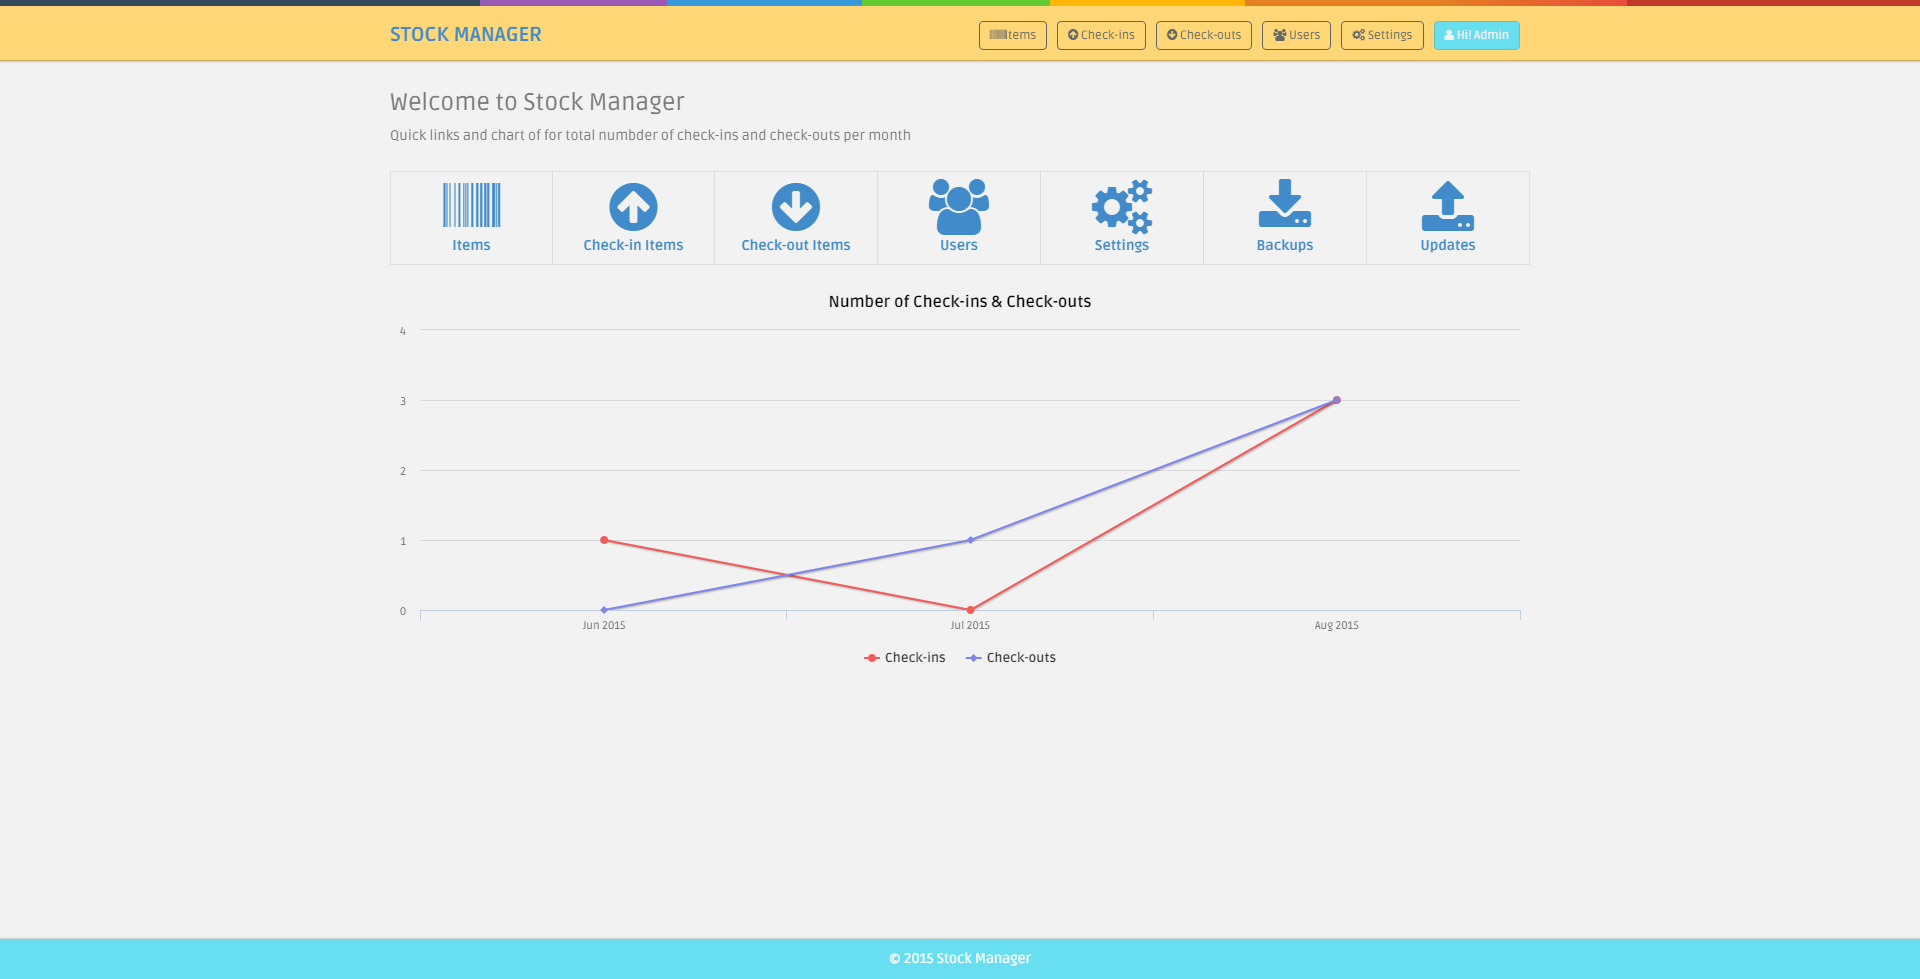 STOCK MANAGER
Items Check-ins Check-outs Users Settings Hi! Admin
Welcome to Stock Manager
Quick links and chart of for total numbder of check-ins and check-outs per month
Items Check-in Items Check-out Items Users Settings Backups Updates
Number of Check-ins & Check-outs
4
3
2
1
0
Jun 2015 Jul 2015 Aug 2015
Check-ins Check-outs
© 2015 Stock Manager